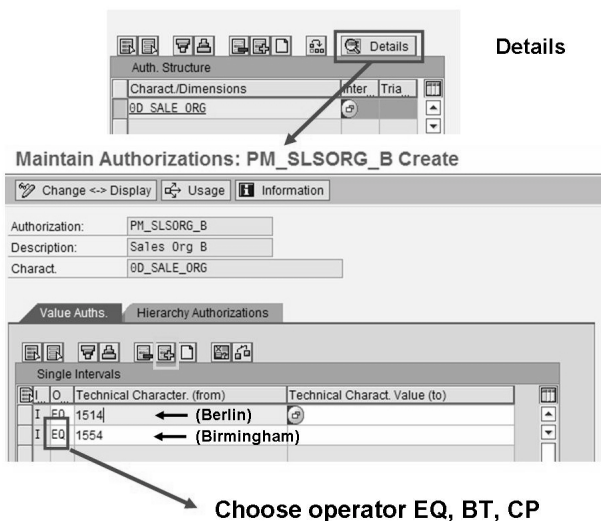 Details
Details
Auth. Structure
Charact./Dimensions Inter... Tria...
0D_SALE_ORG
Maintain Authorizations: PM_SLSORG_B Create
Change <-> Display Usage Information
Authorization: PM_SLSORG_B
Description: Sales Org B
Charact. 0D_SALE_ORG
Value Auths. Hierarchy Authorizations
Single Intervals
I... O... Technical Character. (from) Technical Charact. Value (to)
I EQ 1514 (Berlin)
I EQ 1554 (Birmingham)
Choose operator EQ, BT, CP